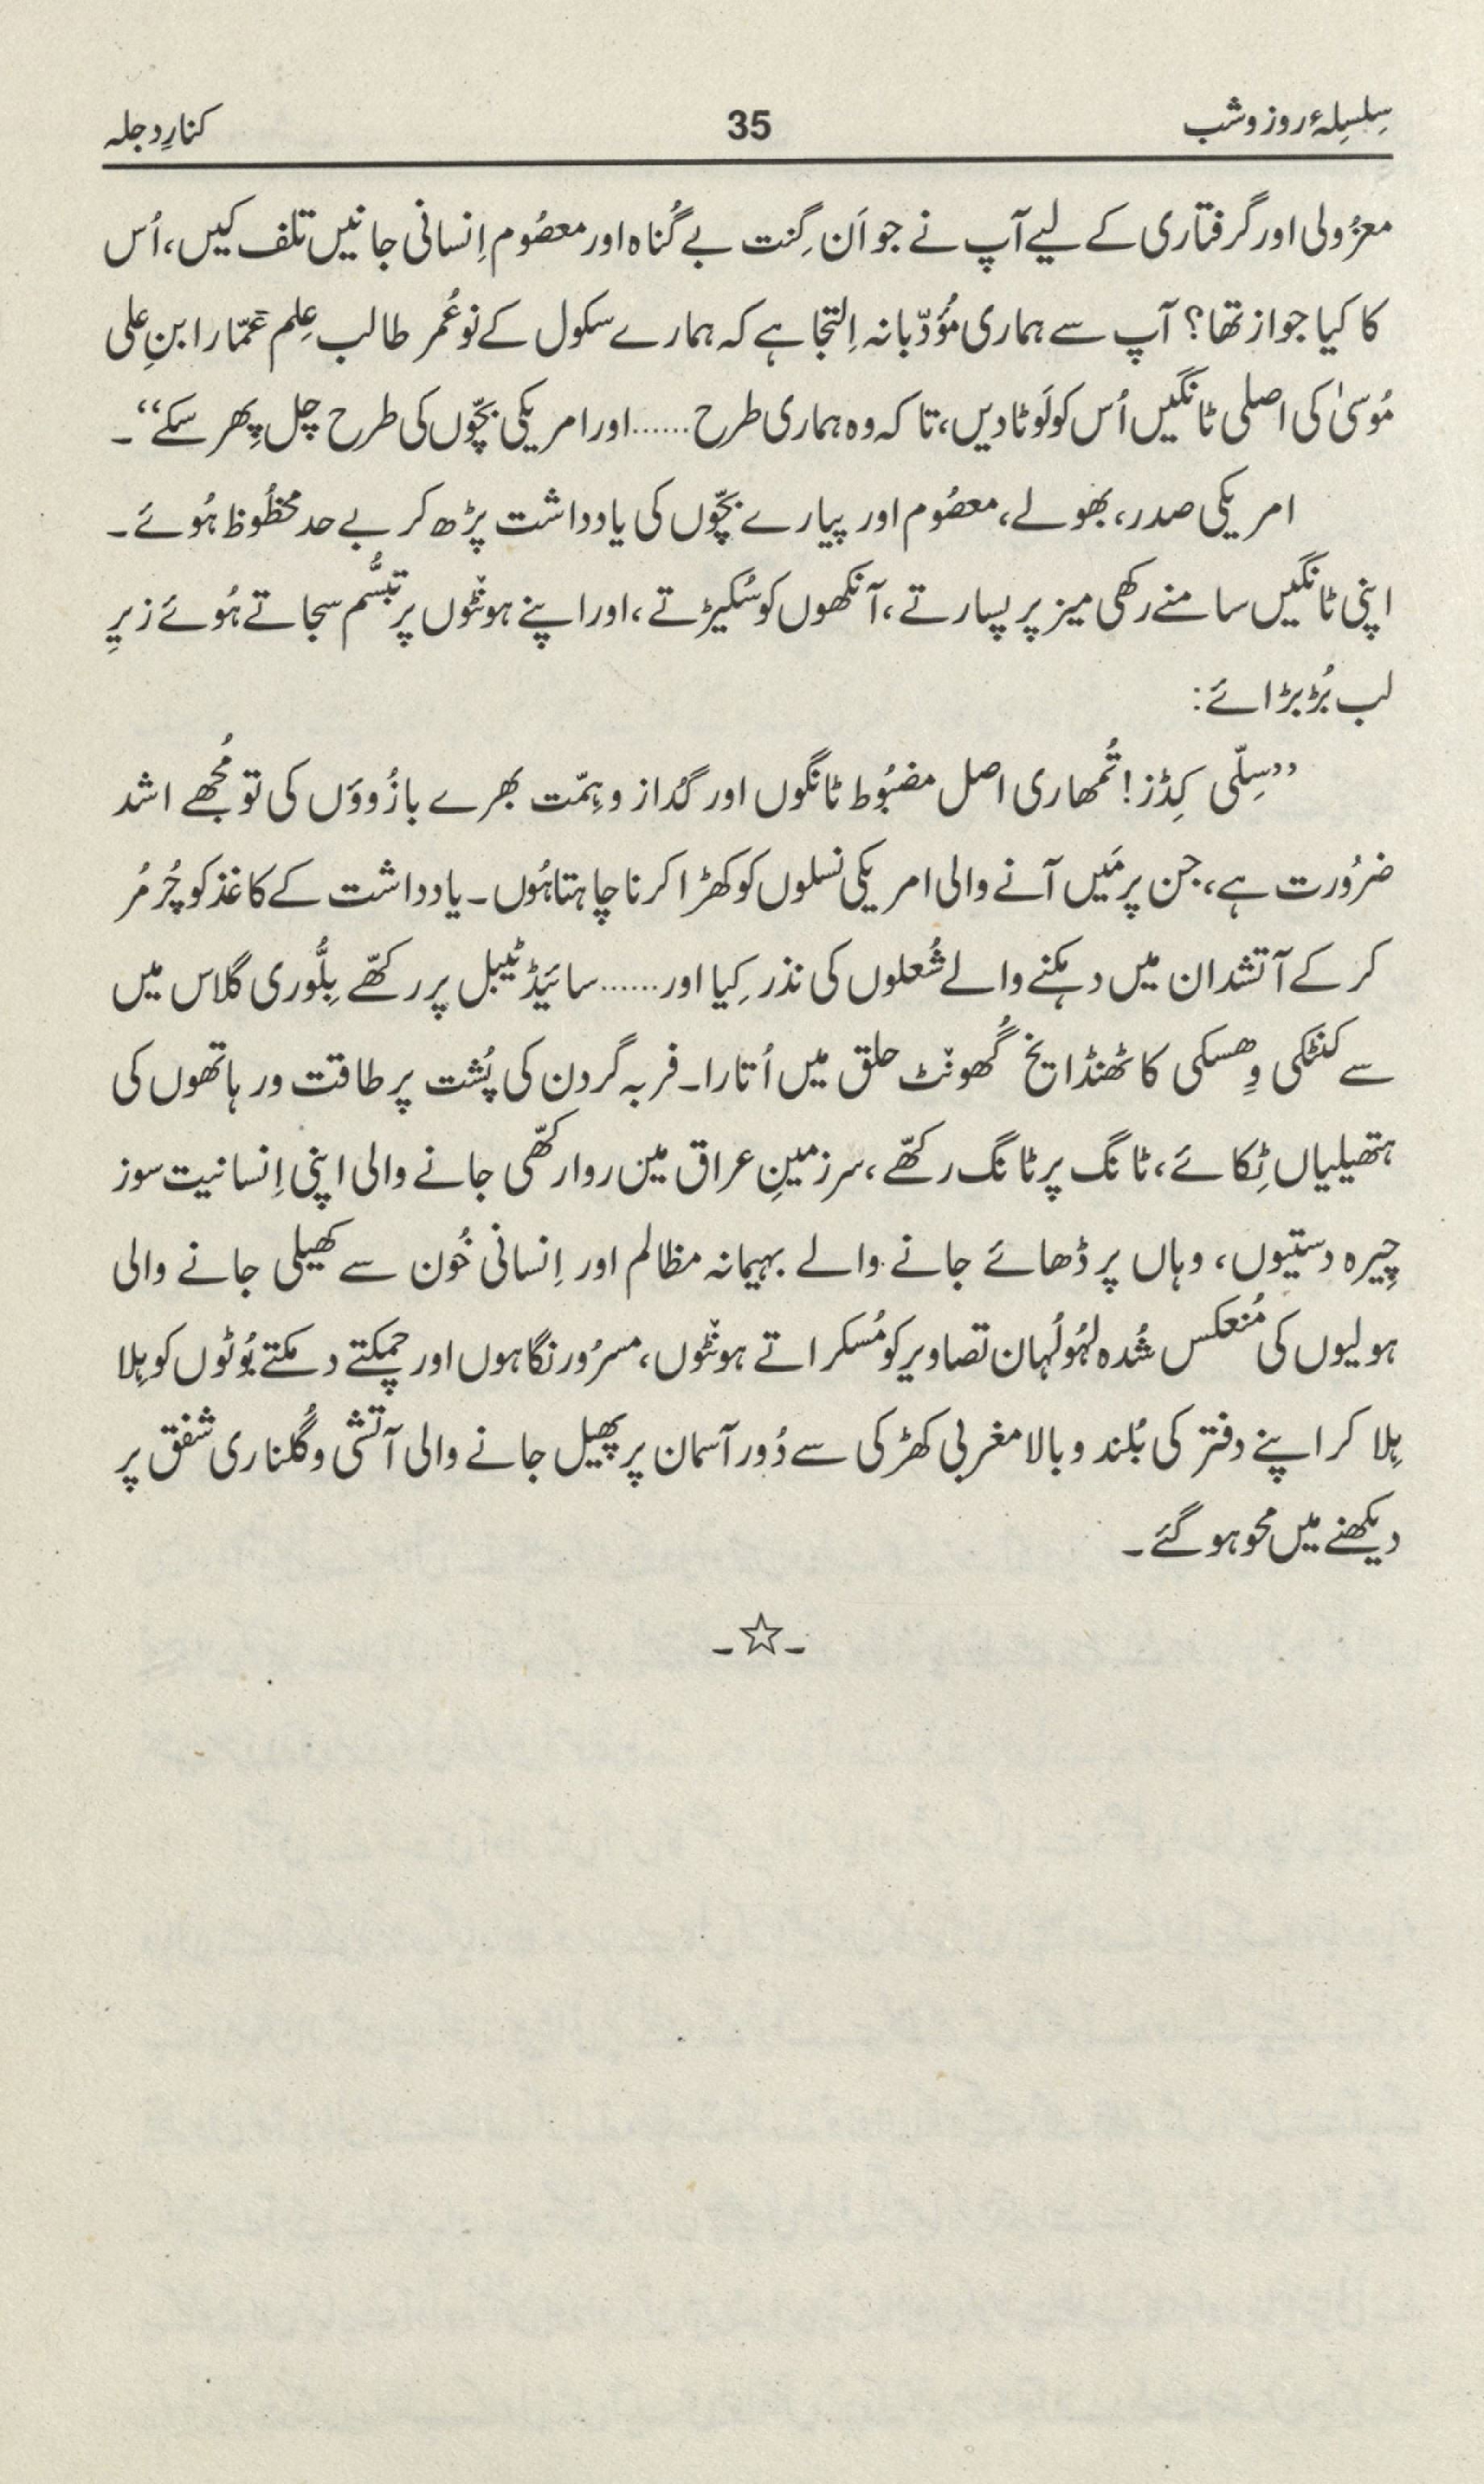 سِلسِلۂ روز و شب 35 کنارِ دجلہ
معزُولی اور گرفتاری کے لیے آپ نے جو اَن گِنت بے گُناہ اور معصُوم اِنسانی جانیں تلف کیں، اُس
کا کیا جواز تھا؟ آپ سے ہماری مُؤدّبانہ اِلتجا ہے کہ ہمارے سکول کے نو عُمر طالب عِلم عمّار ابنِ علی
مُوسیٰ کی اصلی ٹانگیں اُس کو لَوٹا دیں، تا کہ وہ ہماری طرح......اور امریکی بچّوں کی طرح چل پِھر سکے‘‘۔
امریکی صدر، بھولے، معصُوم اور پیارے بچّوں کی یادداشت پڑھ کر بے حد محظُوظ ہُوئے۔
اپنی ٹانگیں سامنے رکھی میز پر پسارتے، آنکھوں کو سُکیڑتے، اور اپنے ہونٹوں پر تبسُّم سجاتے ہُوئے زیرِ
لب بُڑبڑائے:
’’سِلّی کِڈز! تُمھاری اصل مضبُوط ٹانگوں اور گداز و ہِمّت بھرے بازُووَں کی تو مُجھے اشد
ضرُورت ہے، جن پر مَیں آنے والی امریکی نسلوں کو کھڑا کرنا چاہتا ہُوں۔ یادداشت کے کاغذ کو چُر مُر
کر کے آتشدان میں دہکنے والے شُعلوں کی نذر کِیا اور......سائیڈ ٹیبل پر رکھّے بِلُّوری گلاس میں
سے کنٹکی وِھسکی کا ٹھنڈا یخ گُھونٹ حلق میں اُتارا۔ فربہ گردن کی پُشت پر طاقت ور ہاتھوں کی
ہتھیلیاں ٹِکائے، ٹانگ پر ٹانگ رکھّے، سرزمینِ عراق مین روا رکھّی جانے والی اپنی اِنسانیت سوز
چِیرہ دستیوں، وہاں پر ڈھائے جانے والے بہیمانہ مظالم اور اِنسانی خُون سے کھیلی جانے والی
ہولیوں کی مُنعکس شُدہ لہُولُہان تصاویر کو مُسکراتے ہونٹوں، مسرُور نگاہوں اور چمکتے دمکتے بُوٹوں کو ہِلا
ہِلا کر اپنے دفتر کی بُلند و بالا مغربی کھڑکی سے دُور آسمان پر پھیل جانے والی آتشی و گُلناری شفق پر
دیکھنے میں محو ہو گئے۔
-☆-